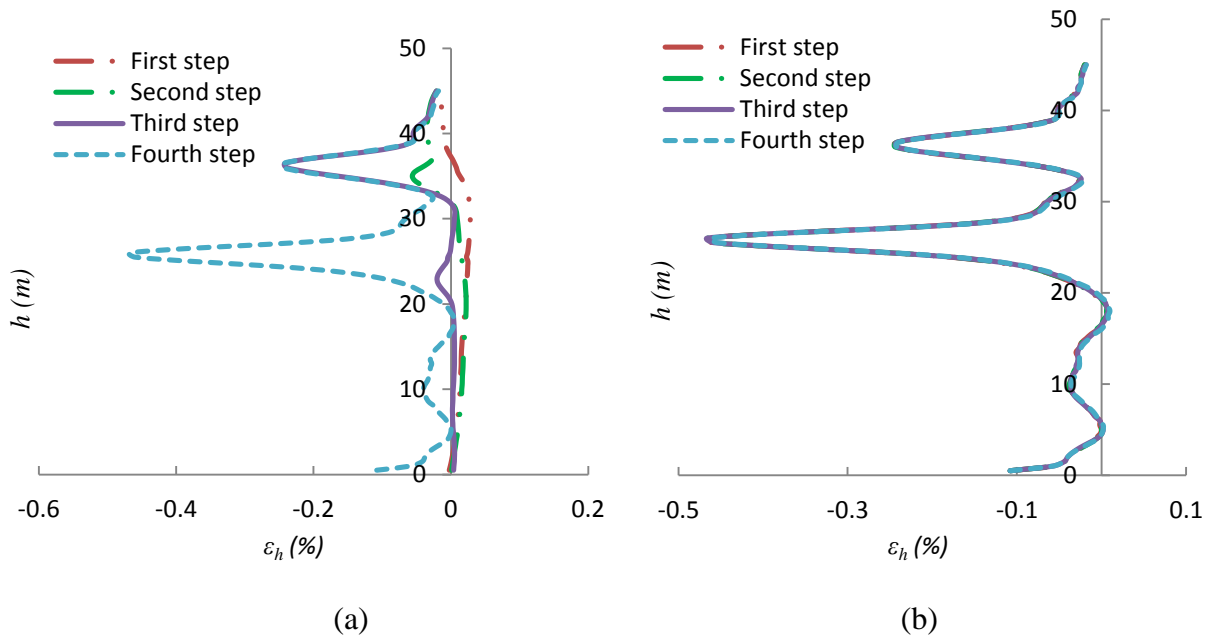 50
First step
Second step
Third step
Fourth step
40
30
20
10
0
h (m)
-0.6 -0.4 -0.2 0 0.2
εh (%)
(a)
50
First step
Second step
Third step
Fourth step
40
30
20
10
0
h (m)
-0.5 -0.3 -0.1 0.1
εh (%)
(b)